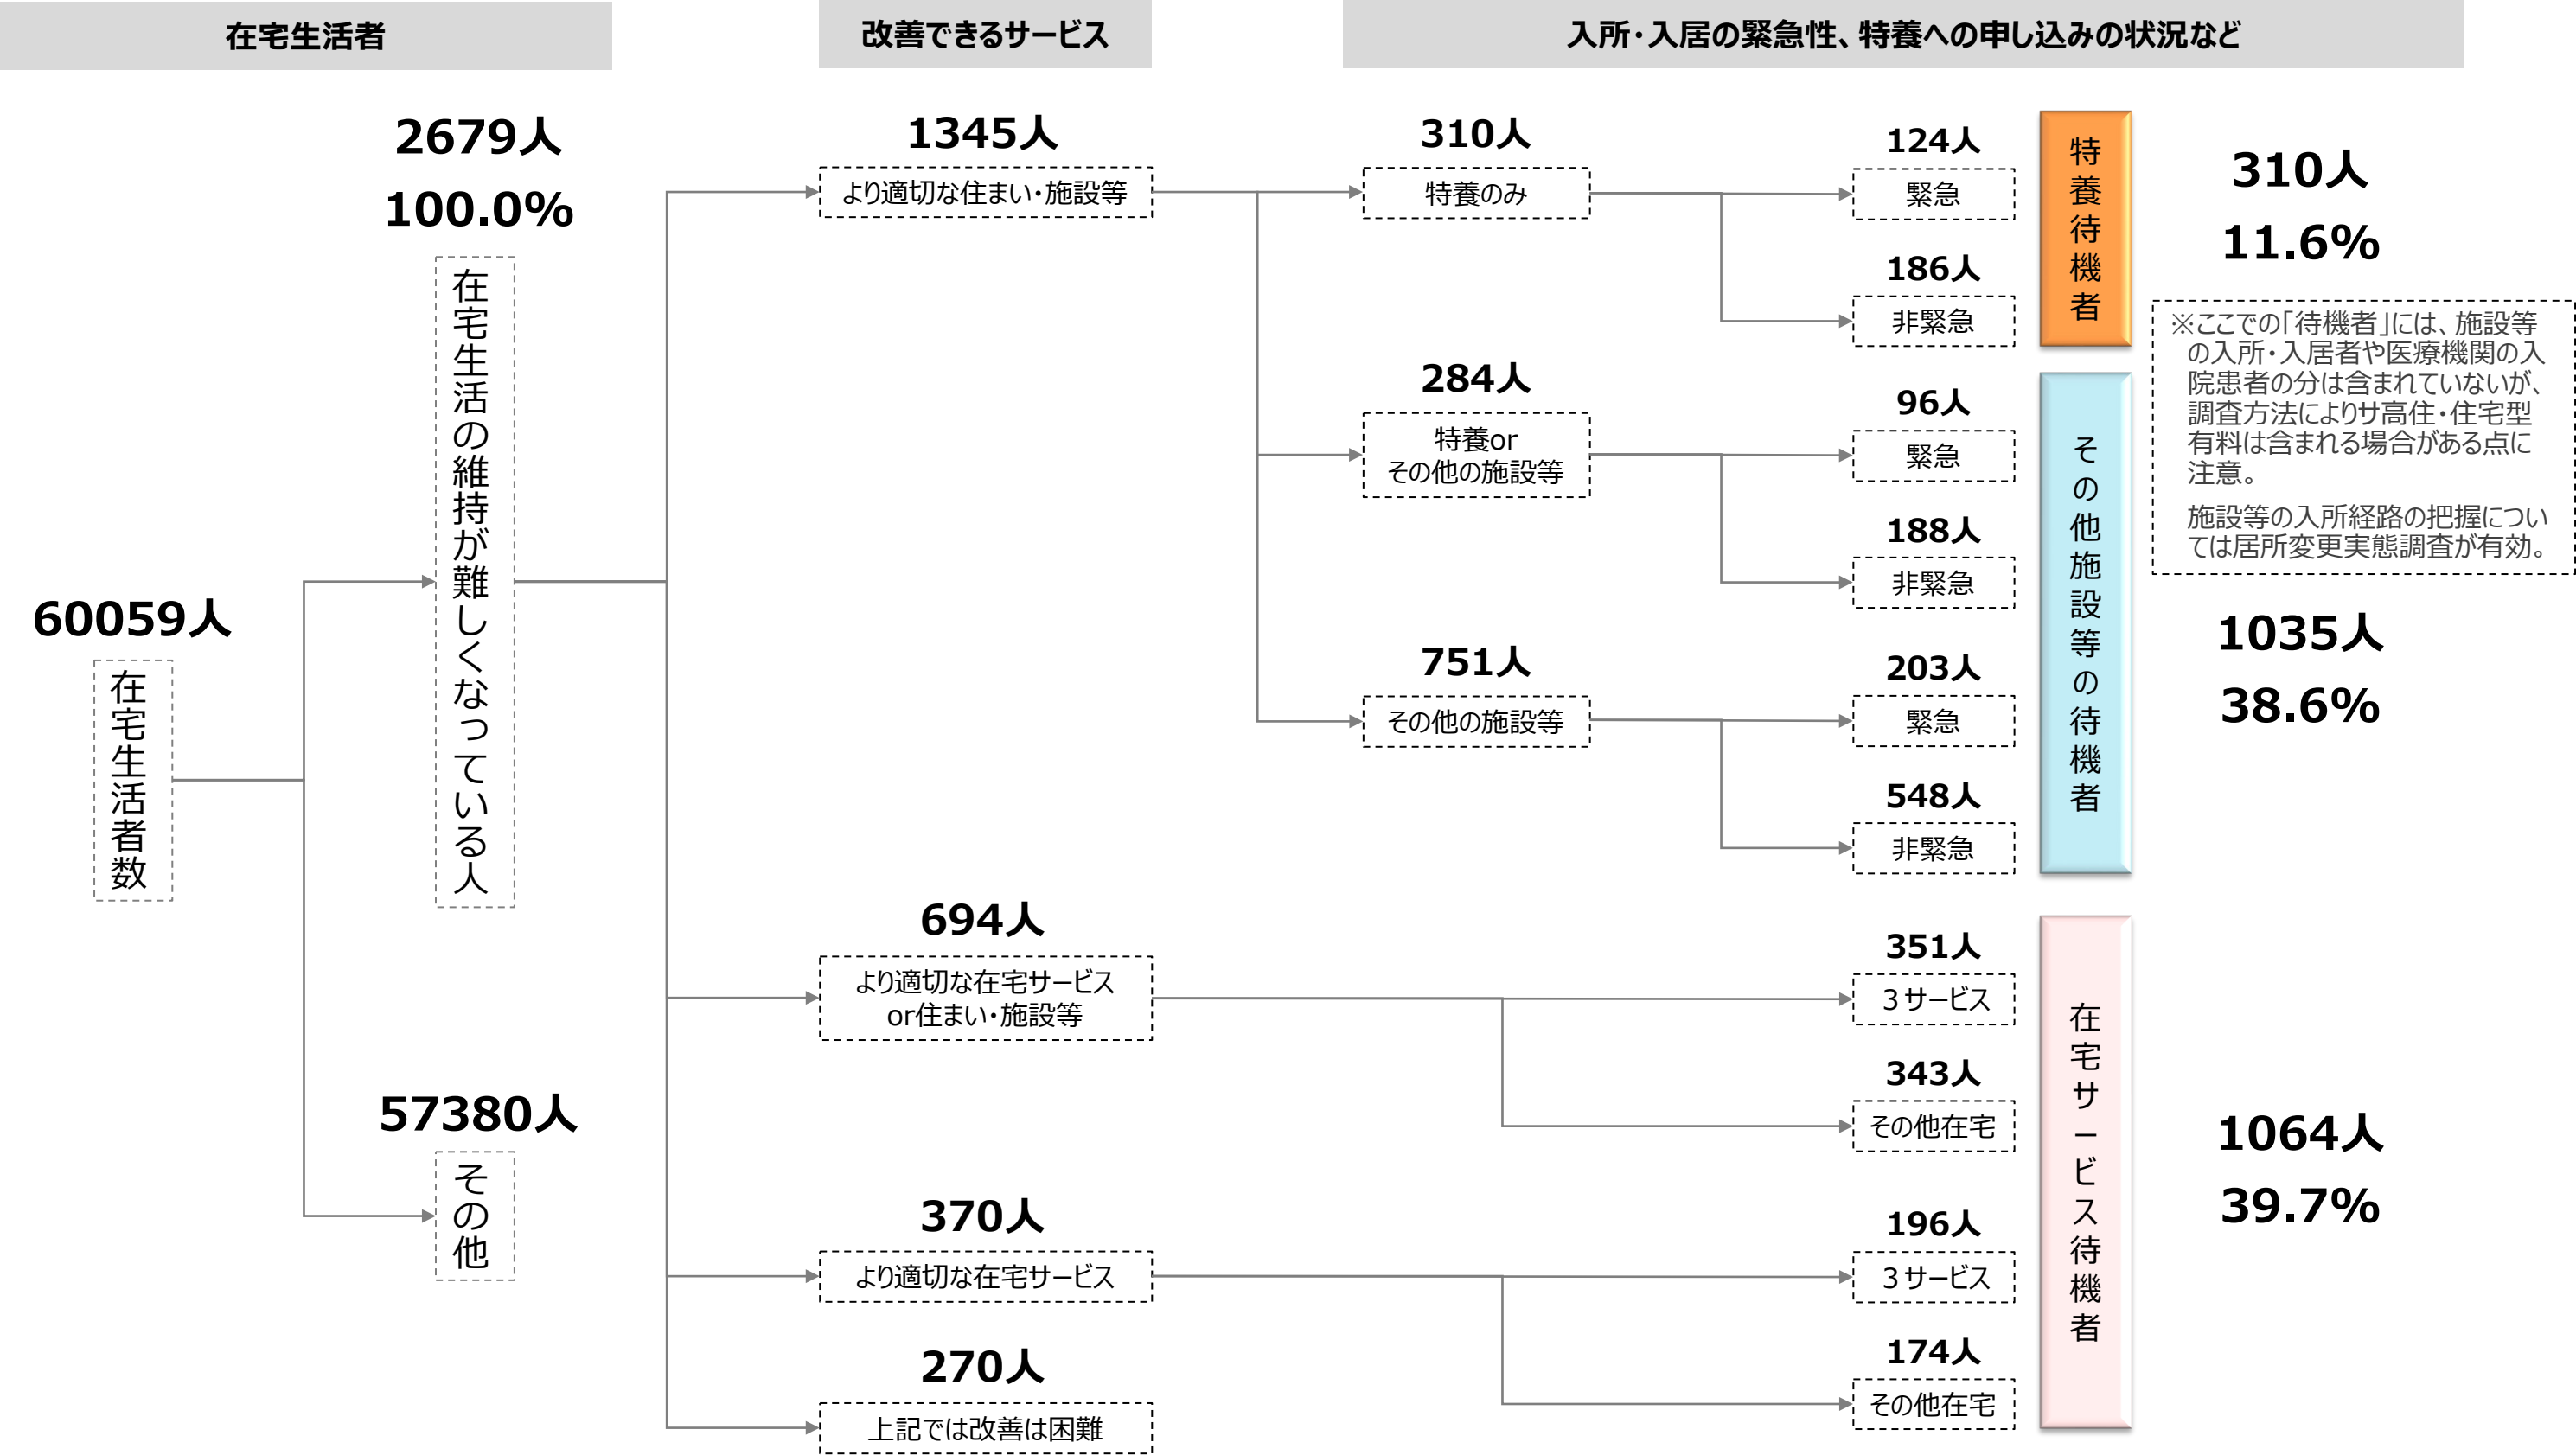 在宅生活者
改善できるサービス
入所・入居の緊急性、特養への申し込みの状況など
60059人
在宅生活者数
2679人
100.0%
在宅生活の維持が難しくなっている人
57380人
その他
1345人
より適切な住まい・施設等
694人
より適切な在宅サービス
or住まい・施設等
370人
より適切な在宅サービス
270人
上記では改善は困難
310人
特養のみ
284人
特養or
その他の施設等
751人
その他の施設等
124人
緊急
186人
非緊急
96人
緊急
188人
非緊急
203人
緊急
548人
非緊急
351人
３サービス
343人
その他在宅
196人
３サービス
174人
その他在宅
特養待機者
310人
11.6%
※ここでの「待機者」には、施設等
の入所・入居者や医療機関の入
院患者の分は含まれていないが、
調査方法によりサ高住・住宅型
有料は含まれる場合がある点に
注意。
施設等の入所経路の把握につい
ては居所変更実態調査が有効。
その他施設等の待機者
1035人
38.6%
在宅サービス待機者
1064人
39.7%